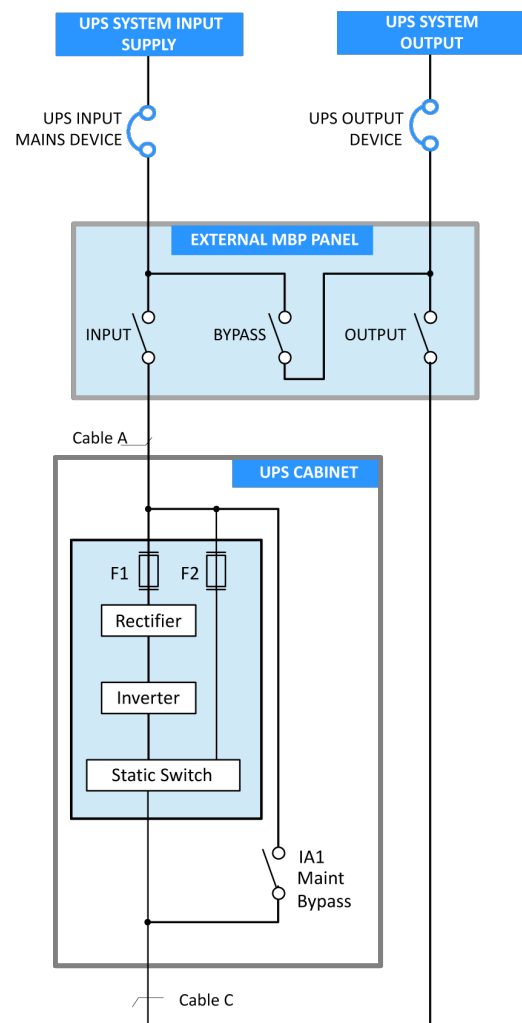 UPS SYSTEM INPUT
SUPPLY
UPS SYSTEM
OUTPUT
UPS INPUT
MAINS DEVICE
UPS OUTPUT
DEVICE
EXTERNAL MBP PANEL
INPUT
BYPASS
OUTPUT
Cable A
UPS CABINET
F1
F2
Rectifier
Inverter
Static Switch
IA1
Maint
Bypass
Cable C